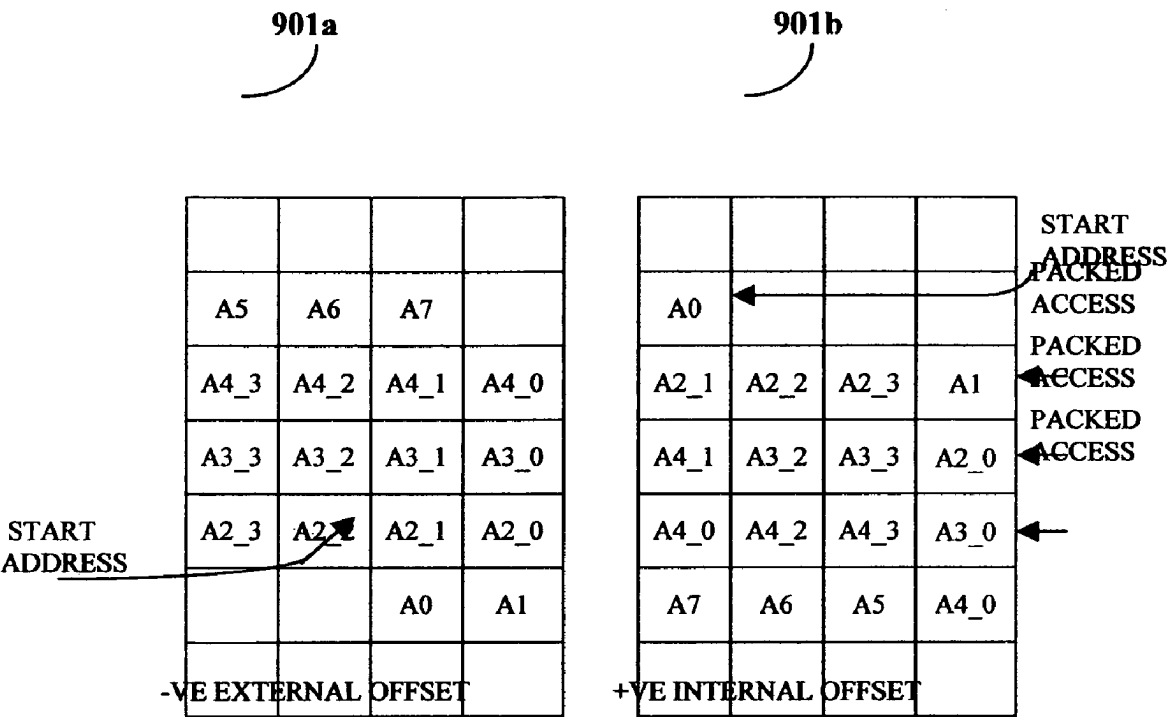 901a
901b
START
ADDRESS
PACKED
A5 A6 A7
A0
ACCESS
PACKED
A4_3 A4_2 A4_1 A4_0
A2_1 A2_2 A2_3 A1
ACCESS
PACKED
A3_3 A3_2 A3_1 A3_0
A4_1 A3_2 A3_3 A2_0
ACCESS
START
ADDRESS
A2_3 A2_2 A2_1 A2_0
A4_0 A4_2 A4_3 A3_0
A0 A1
A7 A6 A5 A4_0
-VE EXTERNAL OFFSET
+VE INTERNAL OFFSET